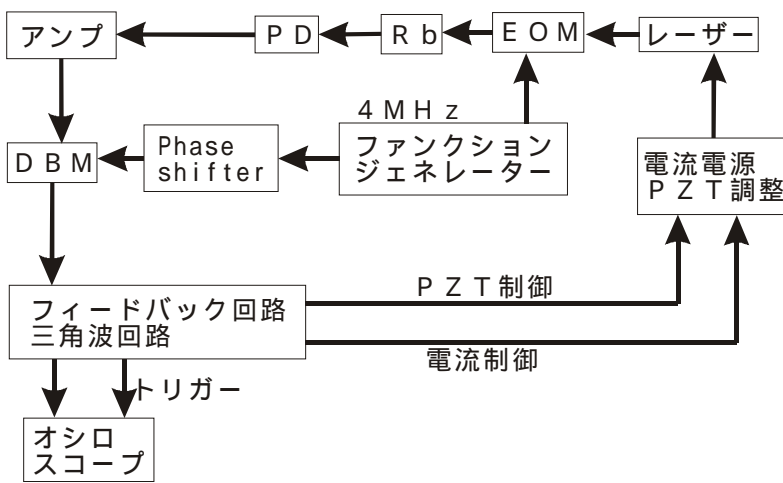 アンプ
PD
Rb
EOM
レーザー
4MHz
ファンクション
ジェネレーター
Phase
shifter
DBM
電流電源
PZT調整
PZT制御
フィードバック回路
三角波回路
電流制御
トリガー
オシロ
スコープ